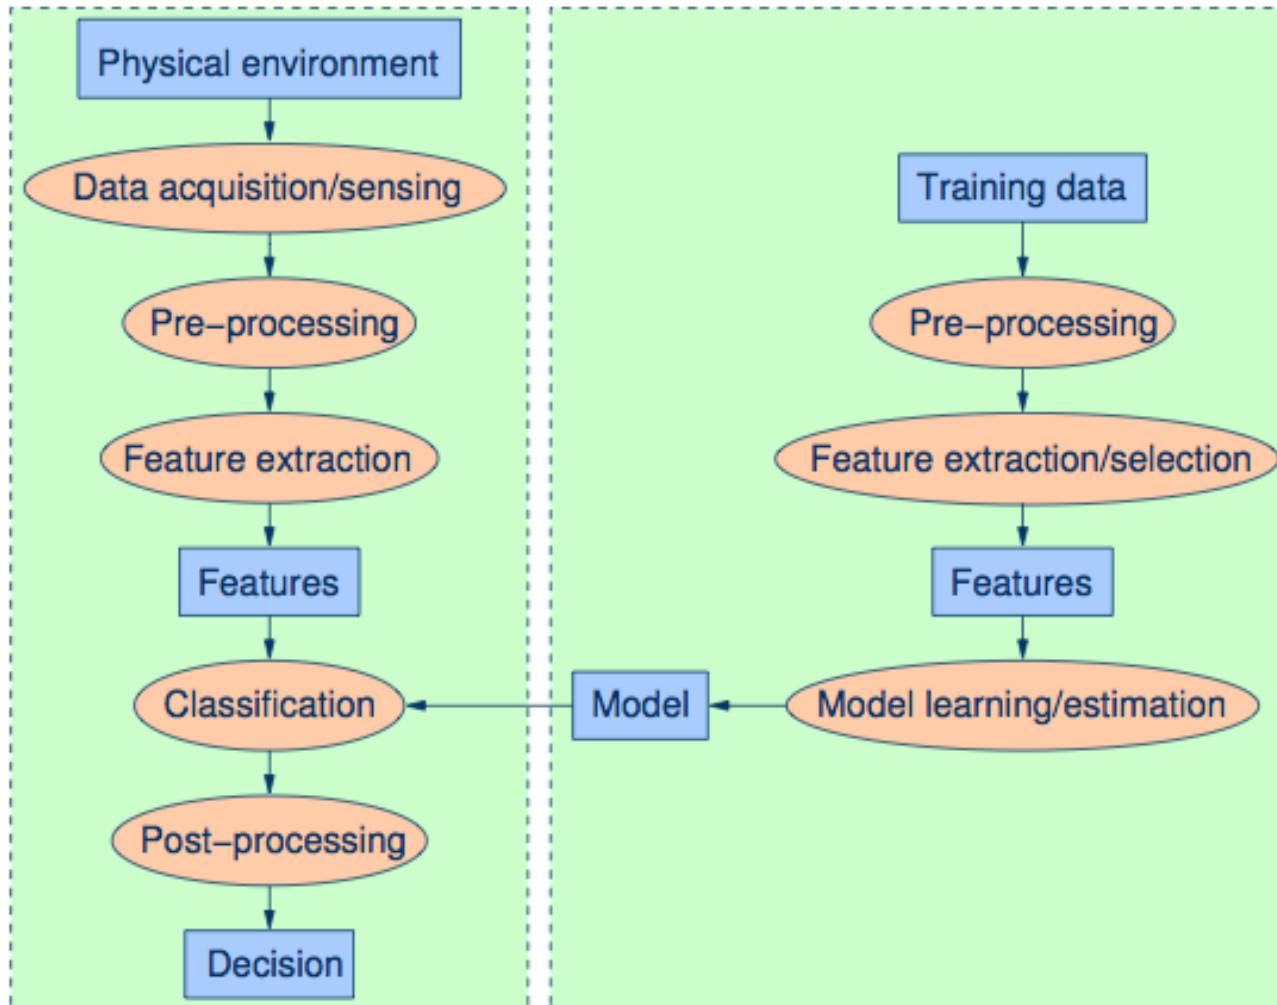 Physical environment
Data acquisition/sensing
Pre–processing
Feature extraction
Features
Classification
Post–processing
Decision
Training data
Pre–processing
Feature extraction/selection
Features
Model learning/estimation
Model